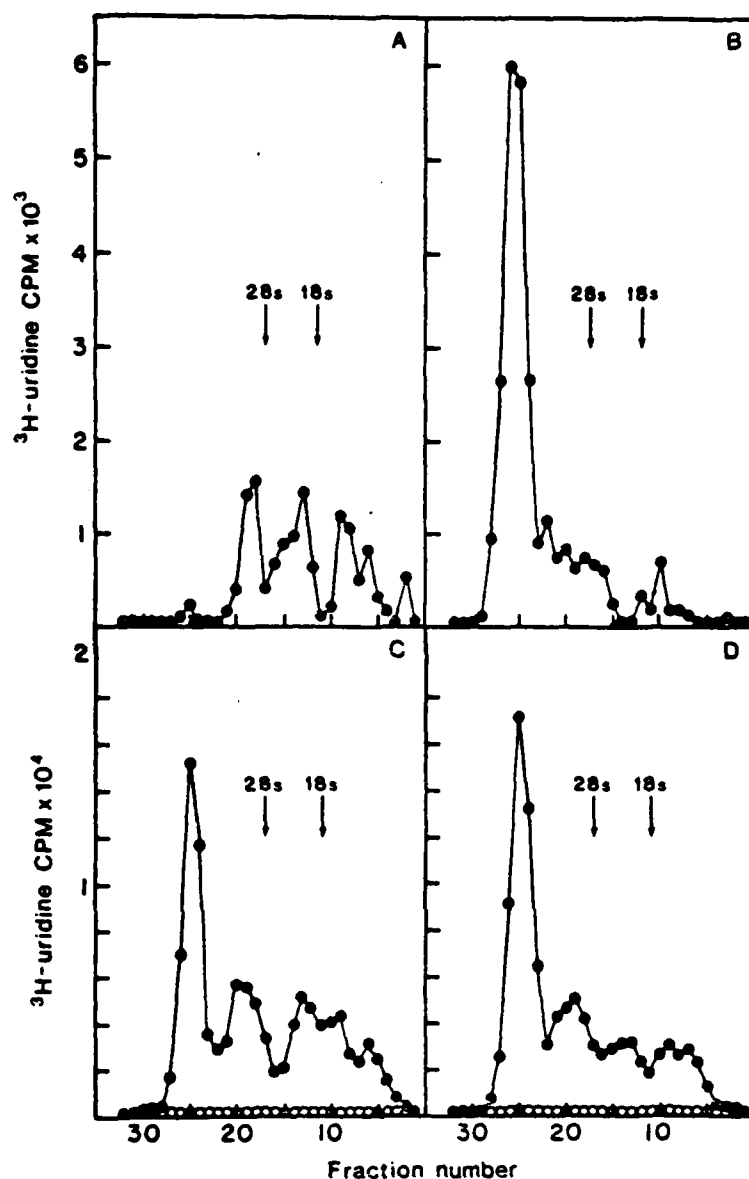 A
B
6
5
4
3
2
1
³H-uridine CPM x 10³
28s 18s
28s 18s
C
D
2
1
³H-uridine CPM x 10⁴
28s 18s
28s 18s
30 20 10 30 20 10
Fraction number